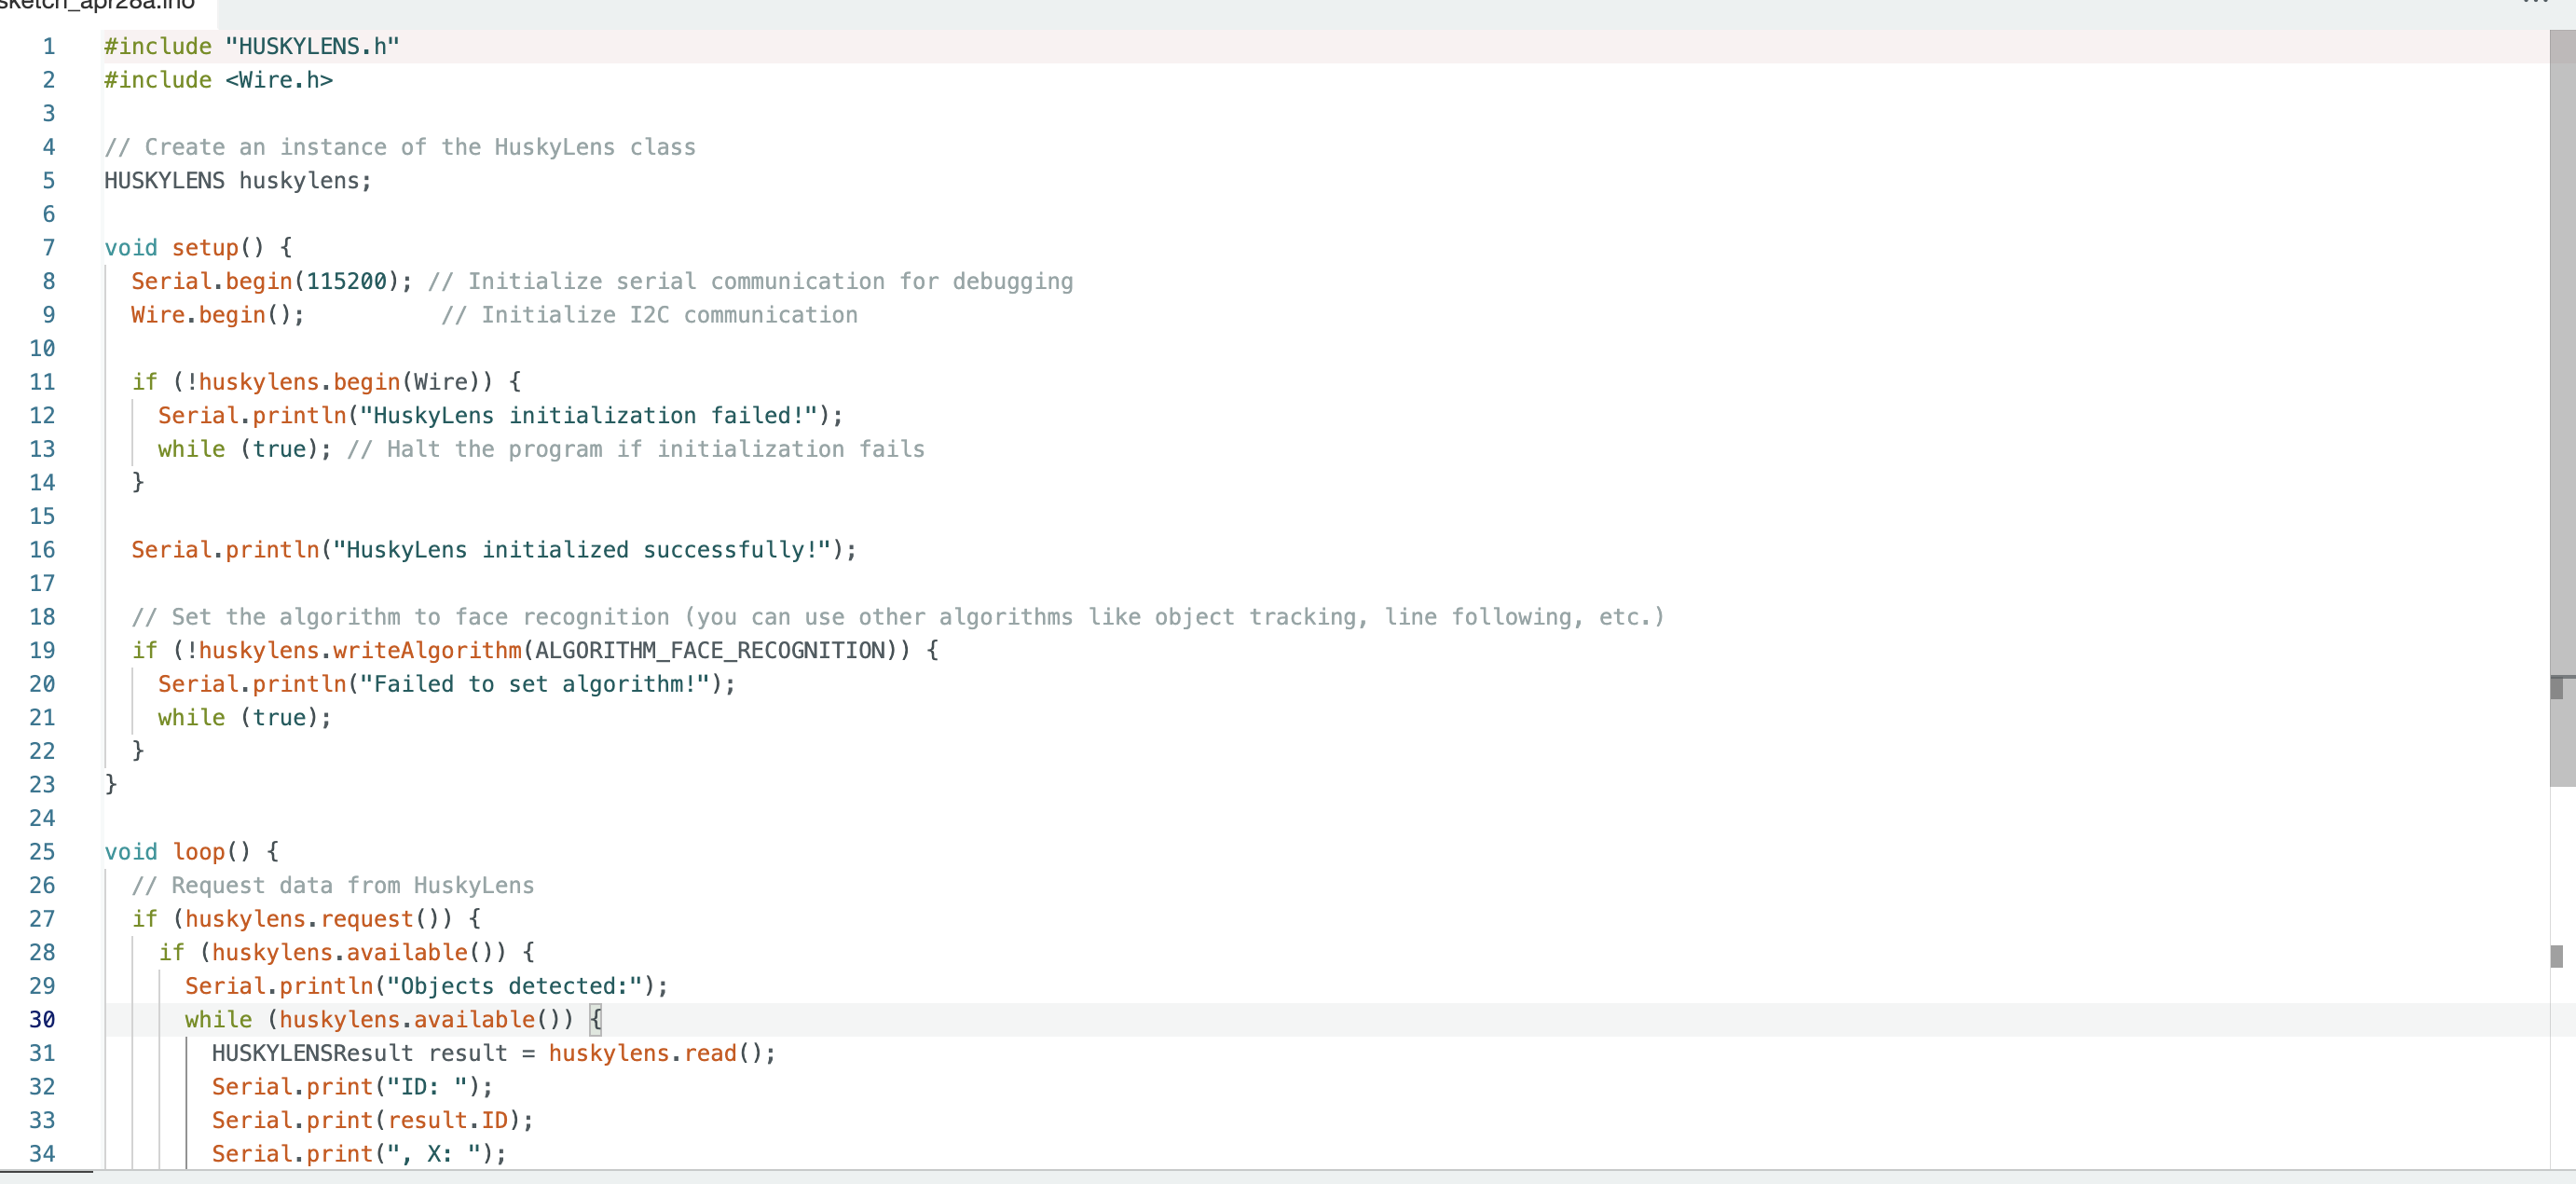 sketch_apr28a.ino
1 #include "HUSKYLENS.h"
2 #include <Wire.h>
3
4 // Create an instance of the HuskyLens class
5 HUSKYLENS huskylens;
6
7 void setup() {
8   Serial.begin(115200); // Initialize serial communication for debugging
9   Wire.begin();          // Initialize I2C communication
10
11   if (!huskylens.begin(Wire)) {
12     Serial.println("HuskyLens initialization failed!");
13     while (true); // Halt the program if initialization fails
14   }
15
16   Serial.println("HuskyLens initialized successfully!");
17
18   // Set the algorithm to face recognition (you can use other algorithms like object tracking, line following, etc.)
19   if (!huskylens.writeAlgorithm(ALGORITHM_FACE_RECOGNITION)) {
20     Serial.println("Failed to set algorithm!");
21     while (true);
22   }
23 }
24
25 void loop() {
26   // Request data from HuskyLens
27   if (huskylens.request()) {
28     if (huskylens.available()) {
29       Serial.println("Objects detected:");
30       while (huskylens.available()) {
31         HUSKYLENSResult result = huskylens.read();
32         Serial.print("ID: ");
33         Serial.print(result.ID);
34         Serial.print(", X: ");